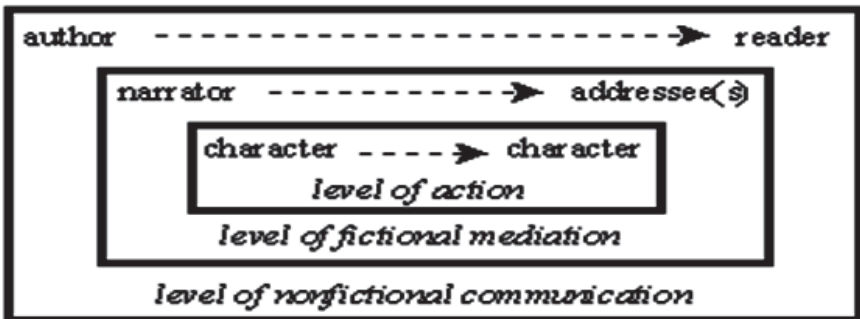 author reader
narrator addressee(s)
character character
level of action
level of fictional mediation
level of nonfictional communication